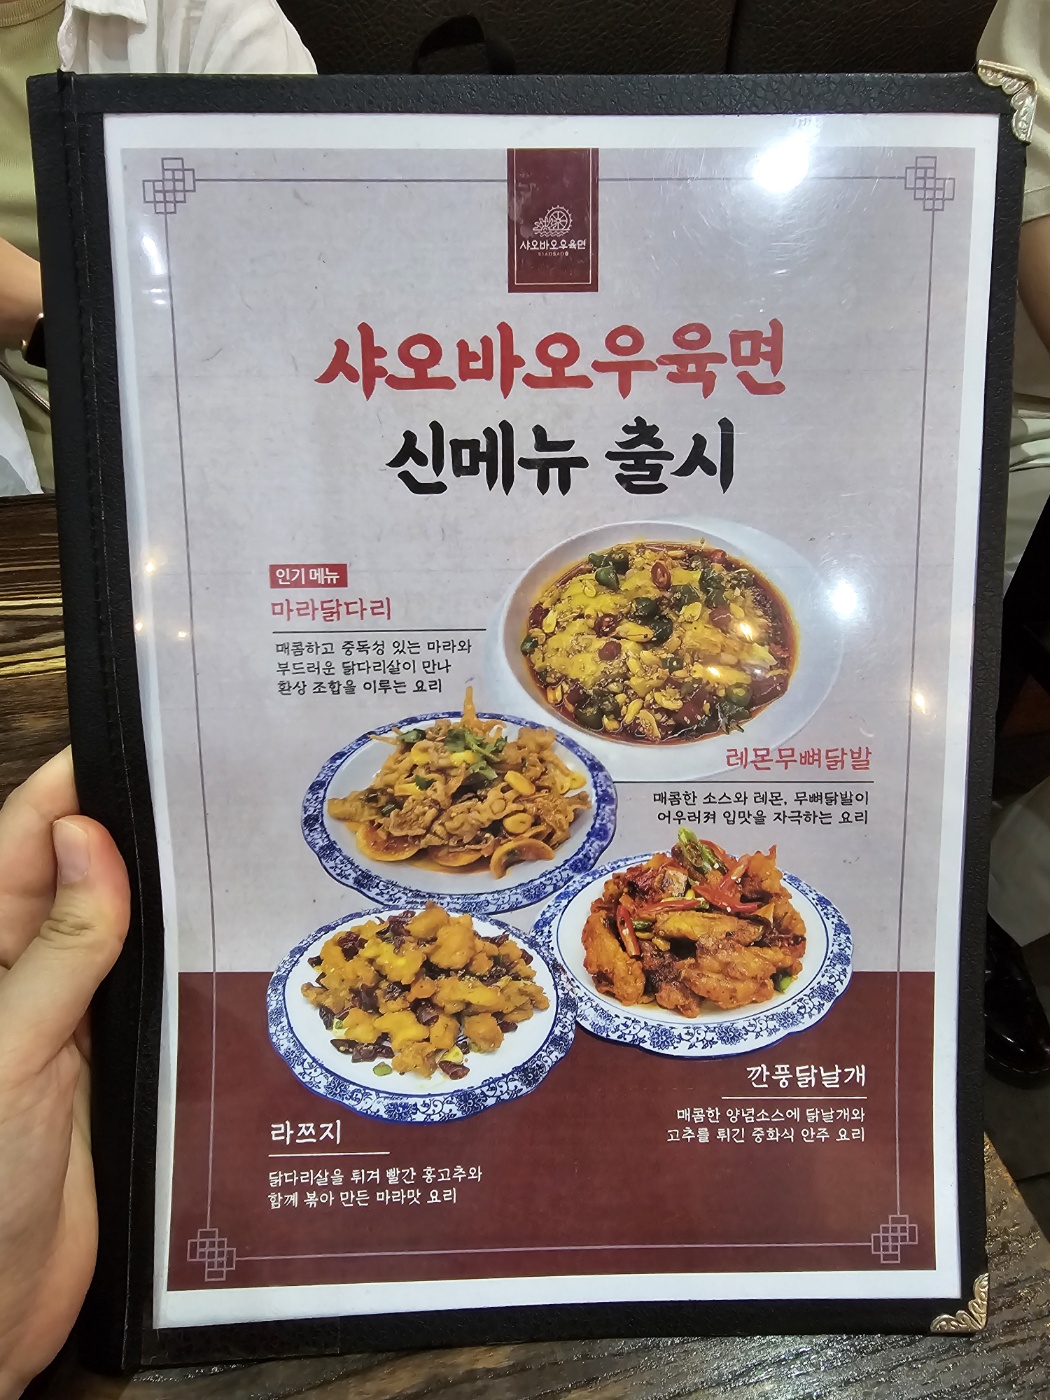 샤오바오우육면
샤오바오우육면
신메뉴 출시
인기 메뉴
마라닭다리
매콤하고 중독성 있는 마라와
부드러운 닭다리살이 만나
환상 조합을 이루는 요리
레몬무뼈닭발
매콤한 소스와 레몬, 무뼈닭발이
어우러져 입맛을 자극하는 요리
깐풍닭날개
매콤한 양념소스에 닭날개와
고추를 튀긴 중화식 안주 요리
라쯔지
닭다리살을 튀겨 빨간 홍고추와
함께 볶아 만든 마라맛 요리